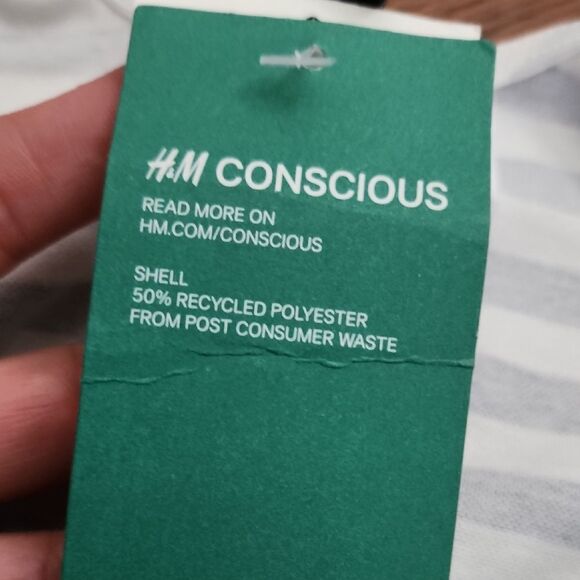 H&M CONSCIOUS
READ MORE ON
HM.COM/CONSCIOUS
SHELL
50% RECYCLED POLYESTER
FROM POST CONSUMER WASTE